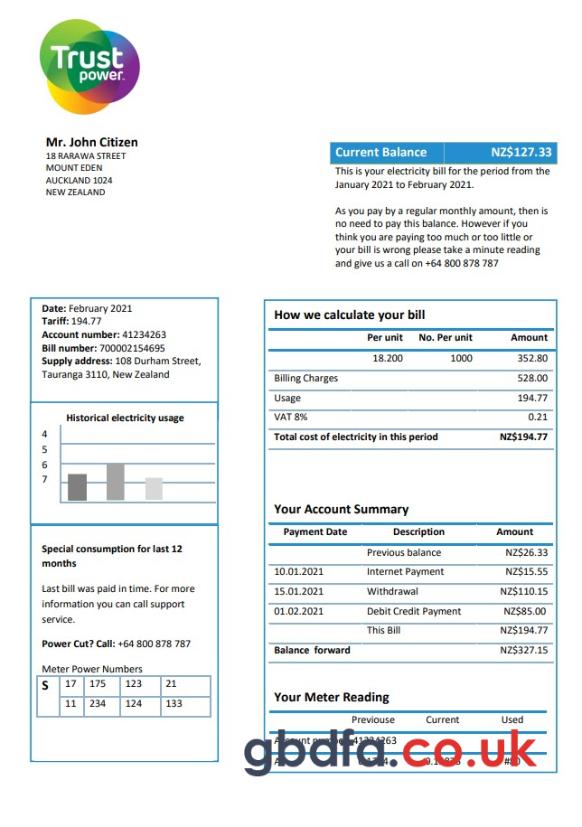 Trust
power
Mr. John Citizen
18 RARAWA STREET
MOUNT EDEN
AUCKLAND 1024
NEW ZEALAND
Current Balance NZ$127.33
This is your electricity bill for the period from the
January 2021 to February 2021.
As you pay by a regular monthly amount, then is
no need to pay this balance. However if you
think you are paying too much or too little or
your bill is wrong please take a minute reading
and give us a call on +64 800 878 787
Date: February 2021
Tariff: 194.77
Account number: 41234263
Bill number: 700002154695
Supply address: 108 Durham Street,
Tauranga 3110, New Zealand
Historical electricity usage
4
5
6
7
Special consumption for last 12
months
Last bill was paid in time. For more
information you can call support
service.
Power Cut? Call: +64 800 878 787
Meter Power Numbers
S 17 175 123 21
11 234 124 133
How we calculate your bill
Per unit No. Per unit Amount
18.200 1000 352.80
Billing Charges 528.00
Usage 194.77
VAT 8% 0.21
Total cost of electricity in this period NZ$194.77
Your Account Summary
Payment Date Description Amount
Previous balance NZ$26.33
10.01.2021 Internet Payment NZ$15.55
15.01.2021 Withdrawal NZ$110.15
01.02.2021 Debit Credit Payment NZ$85.00
This Bill NZ$194.77
Balance forward NZ$327.15
Your Meter Reading
Previouse Current Used
Account number 41234263
gbdfa.co.uk